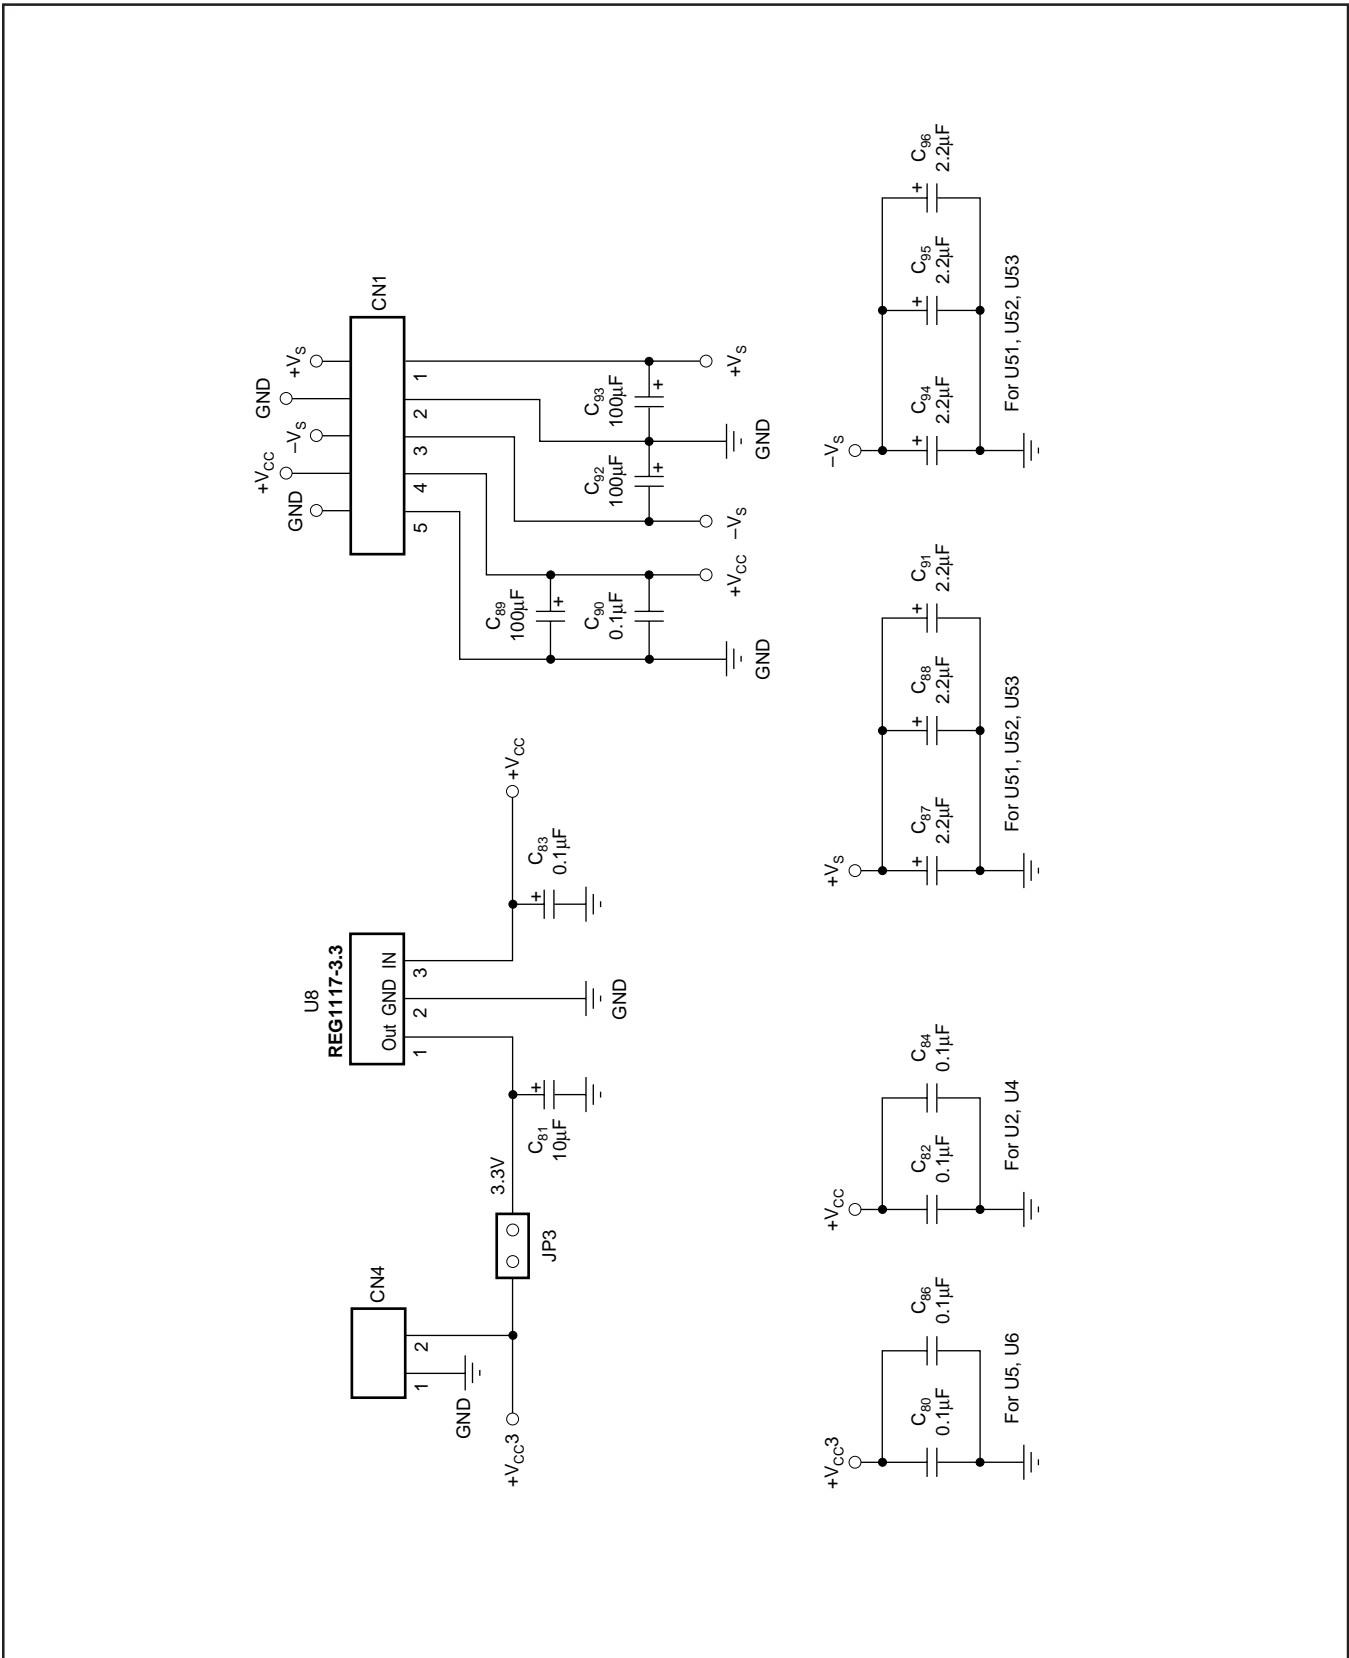 CN4
1
2
GND
+VCC3
JP3
3.3V
C81
10µF
U8
REG1117-3.3
Out GND IN
1
2
3
GND
C83
0.1µF
+VCC
GND
+VCC
–VS
GND
+VS
CN1
5
4
3
2
1
C89
100µF
C90
0.1µF
C92
100µF
C93
100µF
GND
+VCC
–VS
GND
+VS
+VCC3
C80
0.1µF
C86
0.1µF
For U5, U6
+VCC
C82
0.1µF
C84
0.1µF
For U2, U4
+VS
C87
2.2µF
C88
2.2µF
C91
2.2µF
For U51, U52, U53
–VS
C94
2.2µF
C95
2.2µF
C96
2.2µF
For U51, U52, U53